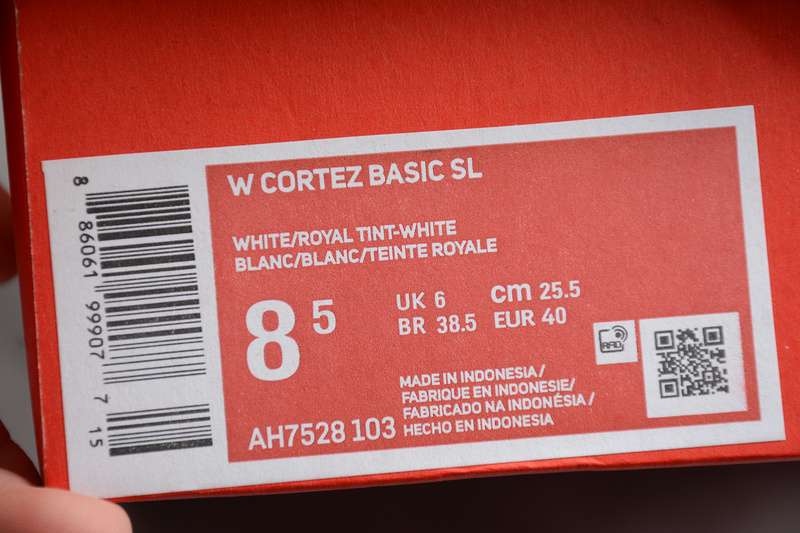 W CORTEZ BASIC SL
WHITE/ROYAL TINT-WHITE
BLANC/BLANC/TEINTE ROYALE
8 5
UK 6 cm 25.5
BR 38.5 EUR 40
MADE IN INDONESIA/
FABRIQUE EN INDONESIE/
FABRICADO NA INDONÉSIA /
HECHO EN INDONESIA
AH7528 103
8 86061 99907 7 15
RFID